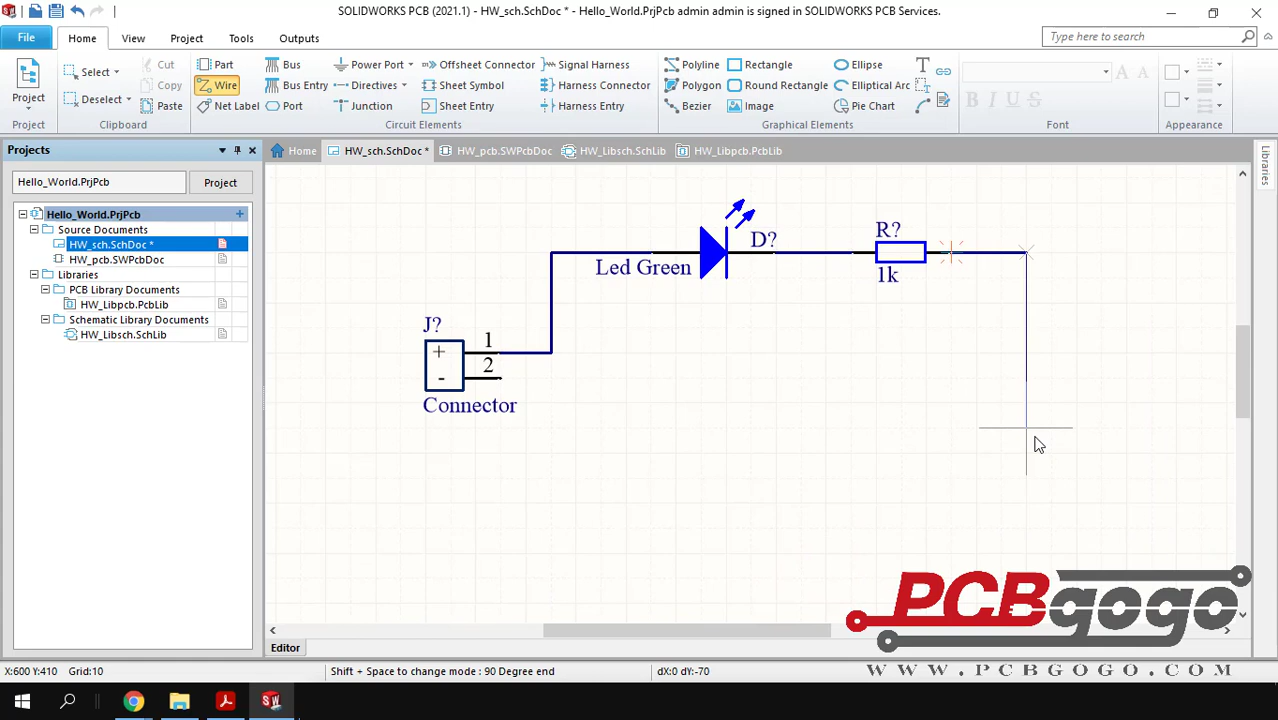 SOLIDWORKS PCB (2021.1) - HW_sch.SchDoc * - Hello_World.PrjPcb admin admin is signed in SOLIDWORKS PCB Services.
File Home View Project Tools Outputs Type here to search
Select Cut Part Bus Power Port Offsheet Connector Signal Harness Polyline Rectangle Ellipse
Project Copy Wire Bus Entry Directives Sheet Symbol Harness Connector Polygon Round Rectangle Elliptical Arc
Deselect Paste Net Label Port Junction Sheet Entry Harness Entry Bezier Image Pie Chart B I U S
Project Clipboard Circuit Elements Graphical Elements Font Appearance
Projects
Home HW_sch.SchDoc * HW_pcb.SWPcbDoc HW_Libsch.SchLib HW_Libpcb.PcbLib
Libraries
Hello_World.PrjPcb Project
Hello_World.PrjPcb
Source Documents
HW_sch.SchDoc *
HW_pcb.SWPcbDoc
Libraries
PCB Library Documents
HW_Libpcb.PcbLib
Schematic Library Documents
HW_Libsch.SchLib
D? R?
Led Green 1k
J?
+ 1
- 2
Connector
PCBgogo
WWW.PCBGOGO.COM
Editor
X:600 Y:410 Grid:10 Shift + Space to change mode : 90 Degree end dX:0 dY:-70